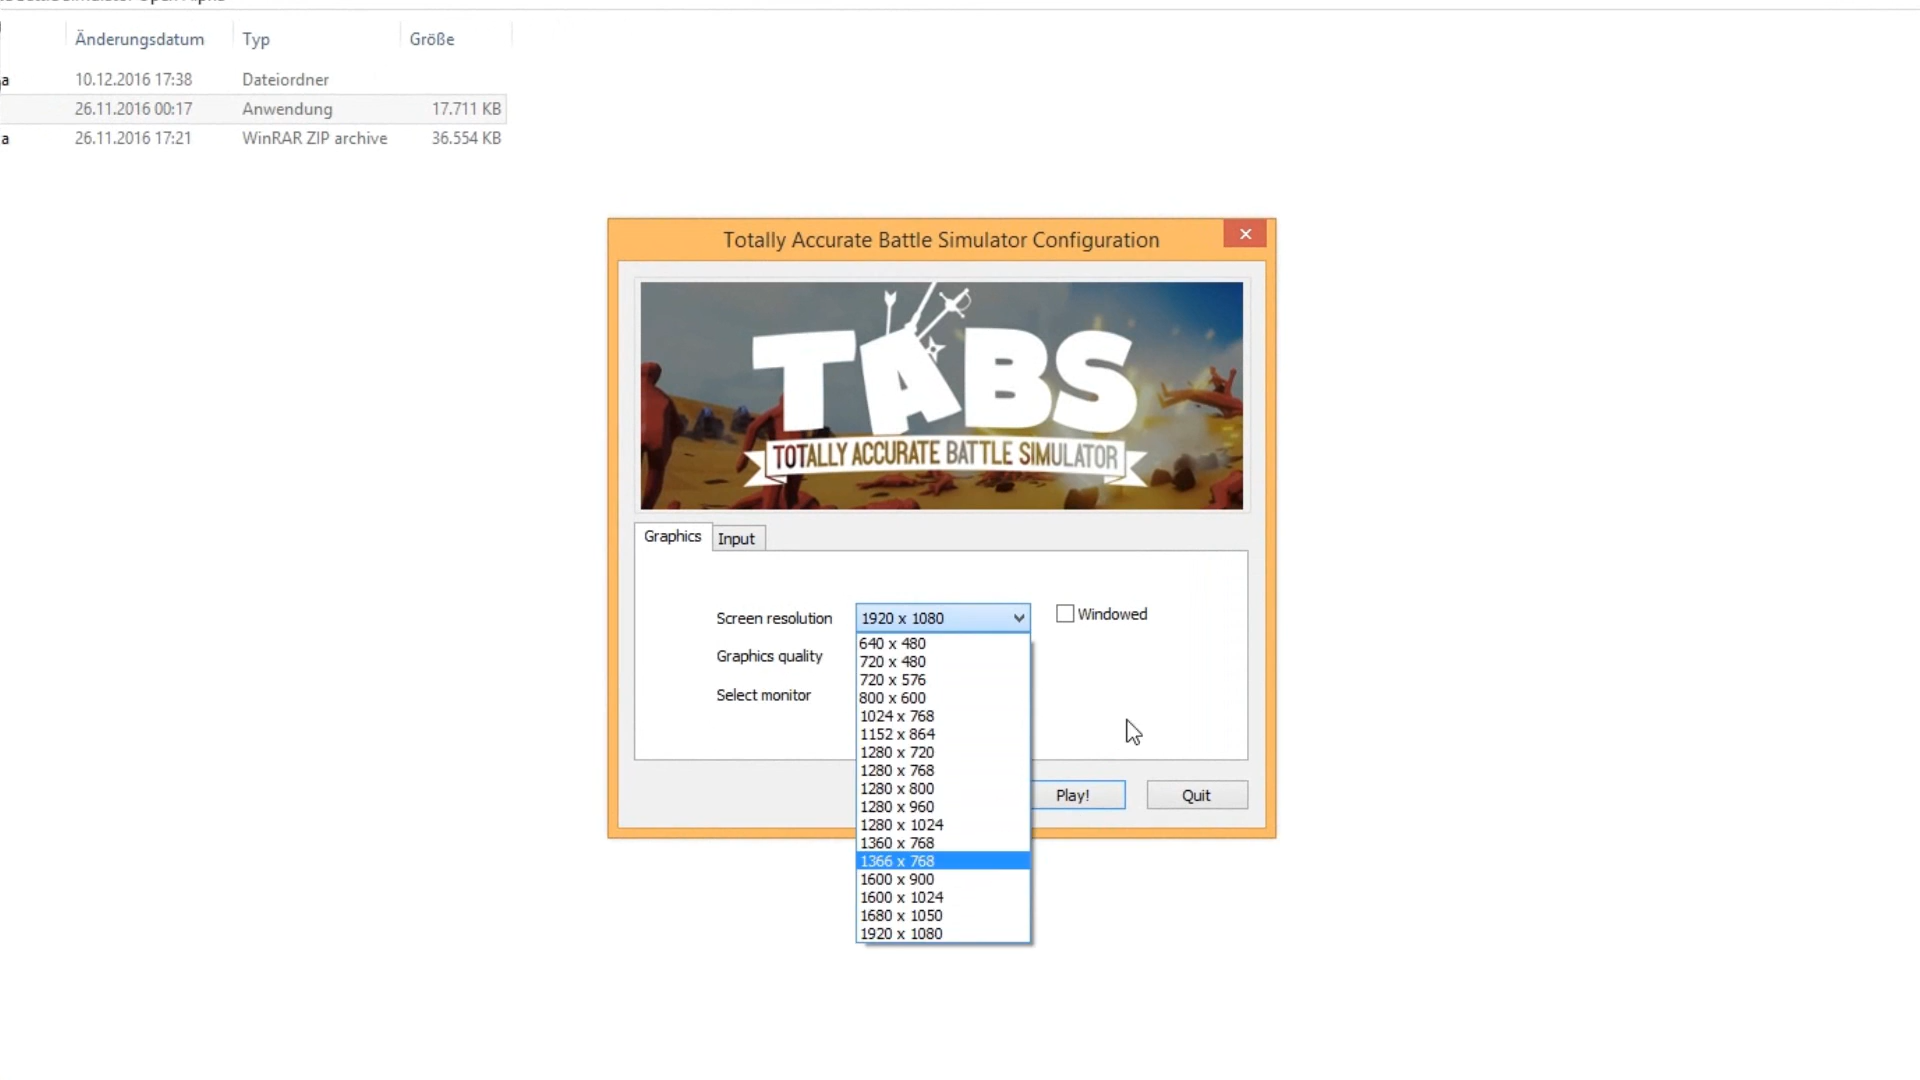 Änderungsdatum Typ Größe
a 10.12.2016 17:38 Dateiordner
26.11.2016 00:17 Anwendung 17.711 KB
a 26.11.2016 17:21 WinRAR ZIP archive 36.554 KB
Totally Accurate Battle Simulator Configuration
TABS
TOTALLY ACCURATE BATTLE SIMULATOR
Graphics Input
Screen resolution 1920 x 1080 Windowed
640 x 480
Graphics quality
720 x 480
720 x 576
Select monitor
800 x 600
1024 x 768
1152 x 864
1280 x 720
1280 x 768
1280 x 800
Play! Quit
1280 x 960
1280 x 1024
1360 x 768
1366 x 768
1600 x 900
1600 x 1024
1680 x 1050
1920 x 1080